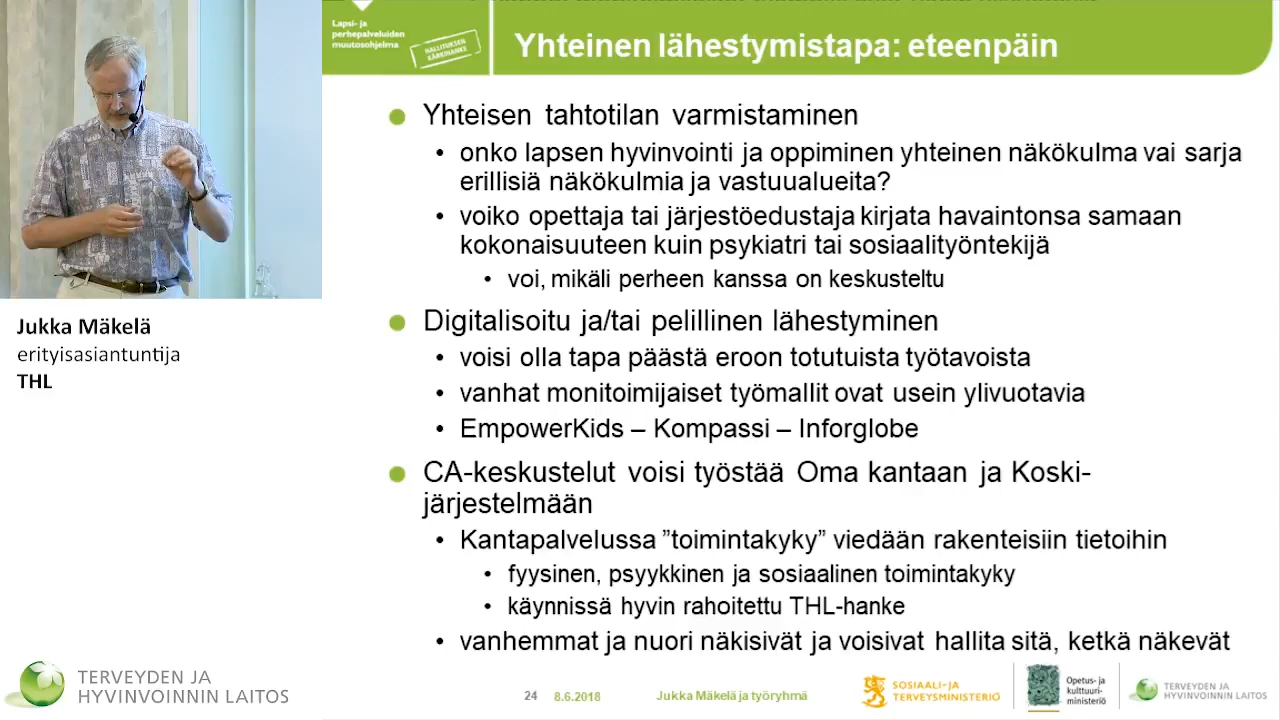 Lapsi- ja
perhepalveluiden
muutosohjelma
HALLITUKSEN
KÄRKIHANKE
Yhteinen lähestymistapa: eteenpäin
Yhteisen tahtotilan varmistaminen
• onko lapsen hyvinvointi ja oppiminen yhteinen näkökulma vai sarja
erillisiä näkökulmia ja vastuualueita?
• voiko opettaja tai järjestöedustaja kirjata havaintonsa samaan
kokonaisuuteen kuin psykiatri tai sosiaalityöntekijä
• voi, mikäli perheen kanssa on keskusteltu
Digitalisoitu ja/tai pelillinen lähestyminen
• voisi olla tapa päästä eroon totutuista työtavoista
• vanhat monitoimijaiset työmallit ovat usein ylivuotavia
• EmpowerKids – Kompassi – Inforglobe
CA-keskustelut voisi työstää Oma kantaan ja Koski-
järjestelmään
• Kantapalvelussa ”toimintakyky” viedään rakenteisiin tietoihin
• fyysinen, psyykkinen ja sosiaalinen toimintakyky
• käynnissä hyvin rahoitettu THL-hanke
• vanhemmat ja nuori näkisivät ja voisivat hallita sitä, ketkä näkevät
Jukka Mäkelä
erityisasiantuntija
THL
TERVEYDEN JA
HYVINVOINNIN LAITOS
24 8.6.2018 Jukka Mäkelä ja työryhmä
SOSIAALI- JA
TERVEYSMINISTERIÖ
Opetus- ja
kulttuuri-
ministeriö
TERVEYDEN JA
HYVINVOINNIN LAITOS